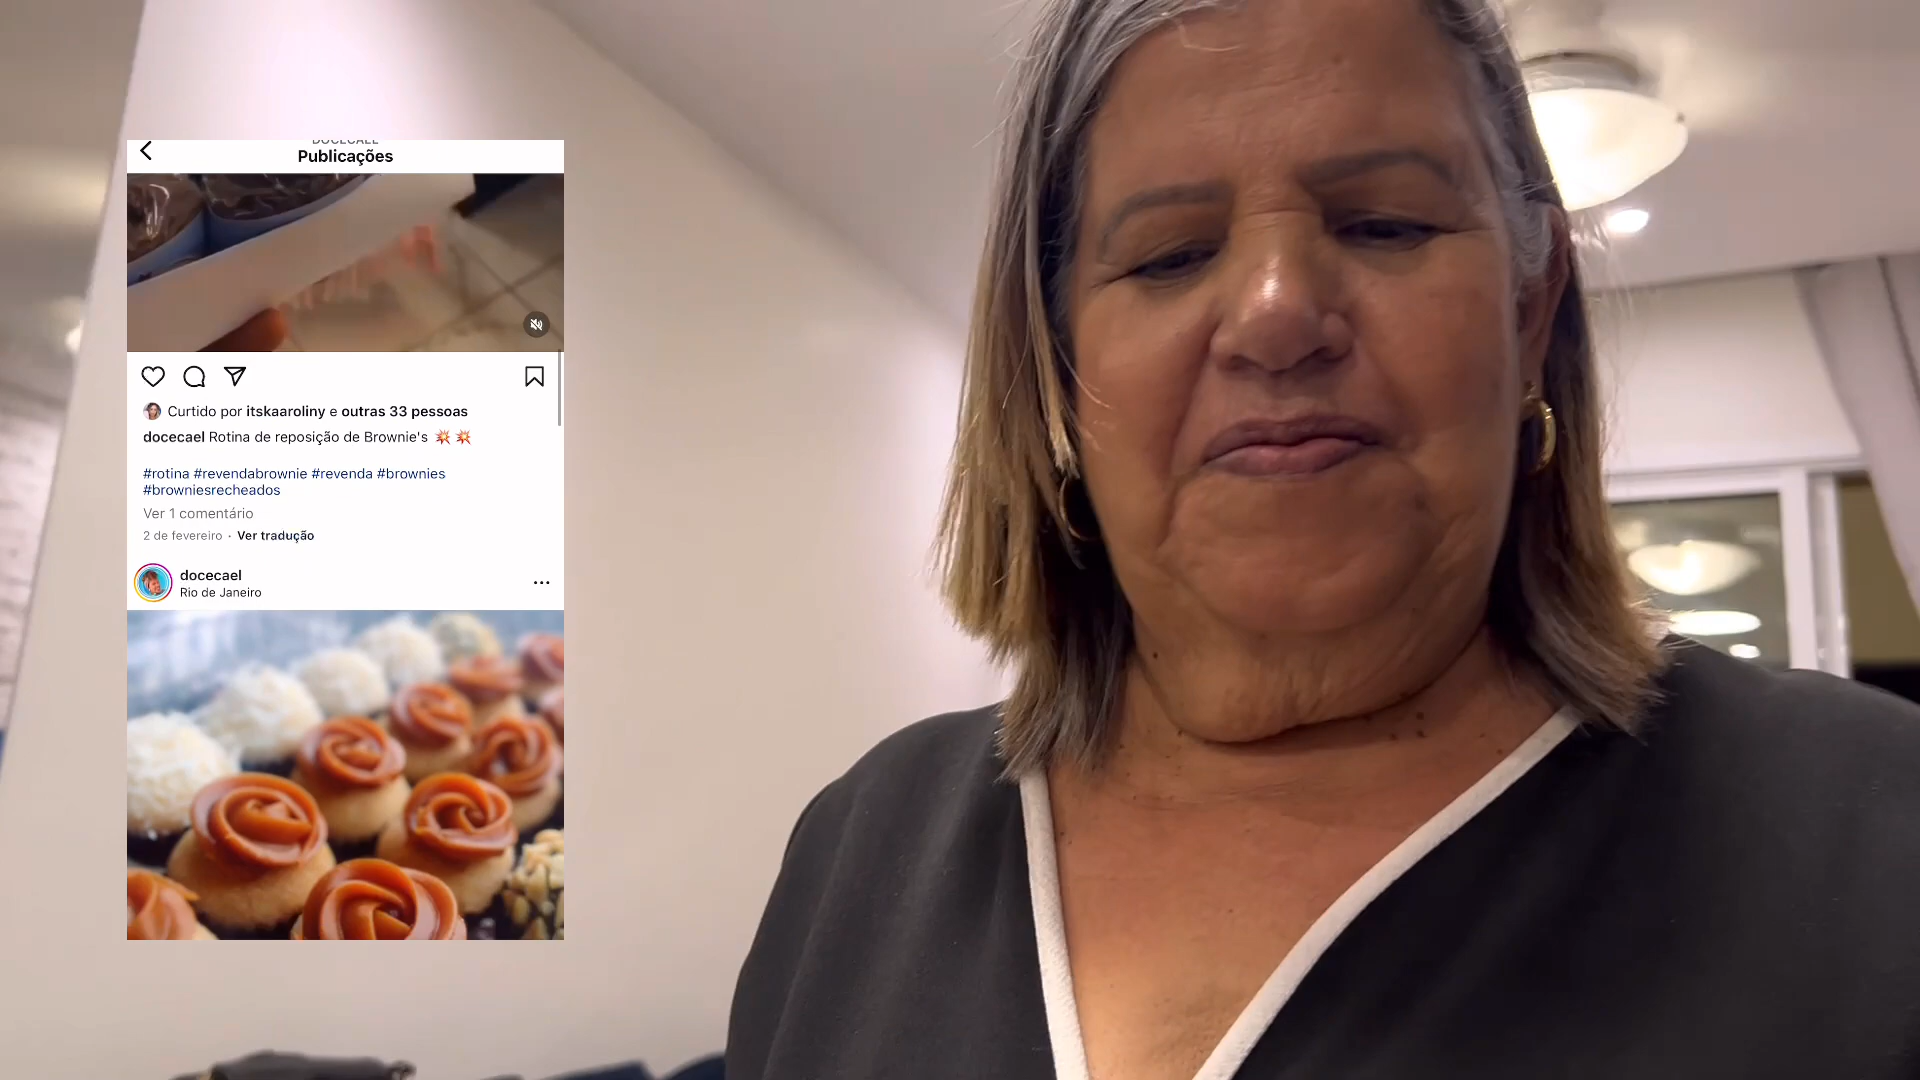 DOCECAEL
Publicações
Curtido por itskaaroliny e outras 33 pessoas
docecael Rotina de reposição de Brownie's 💥 💥
#rotina #revendabrownie #revenda #brownies
#browniesrecheados
Ver 1 comentário
2 de fevereiro · Ver tradução
docecael
Rio de Janeiro